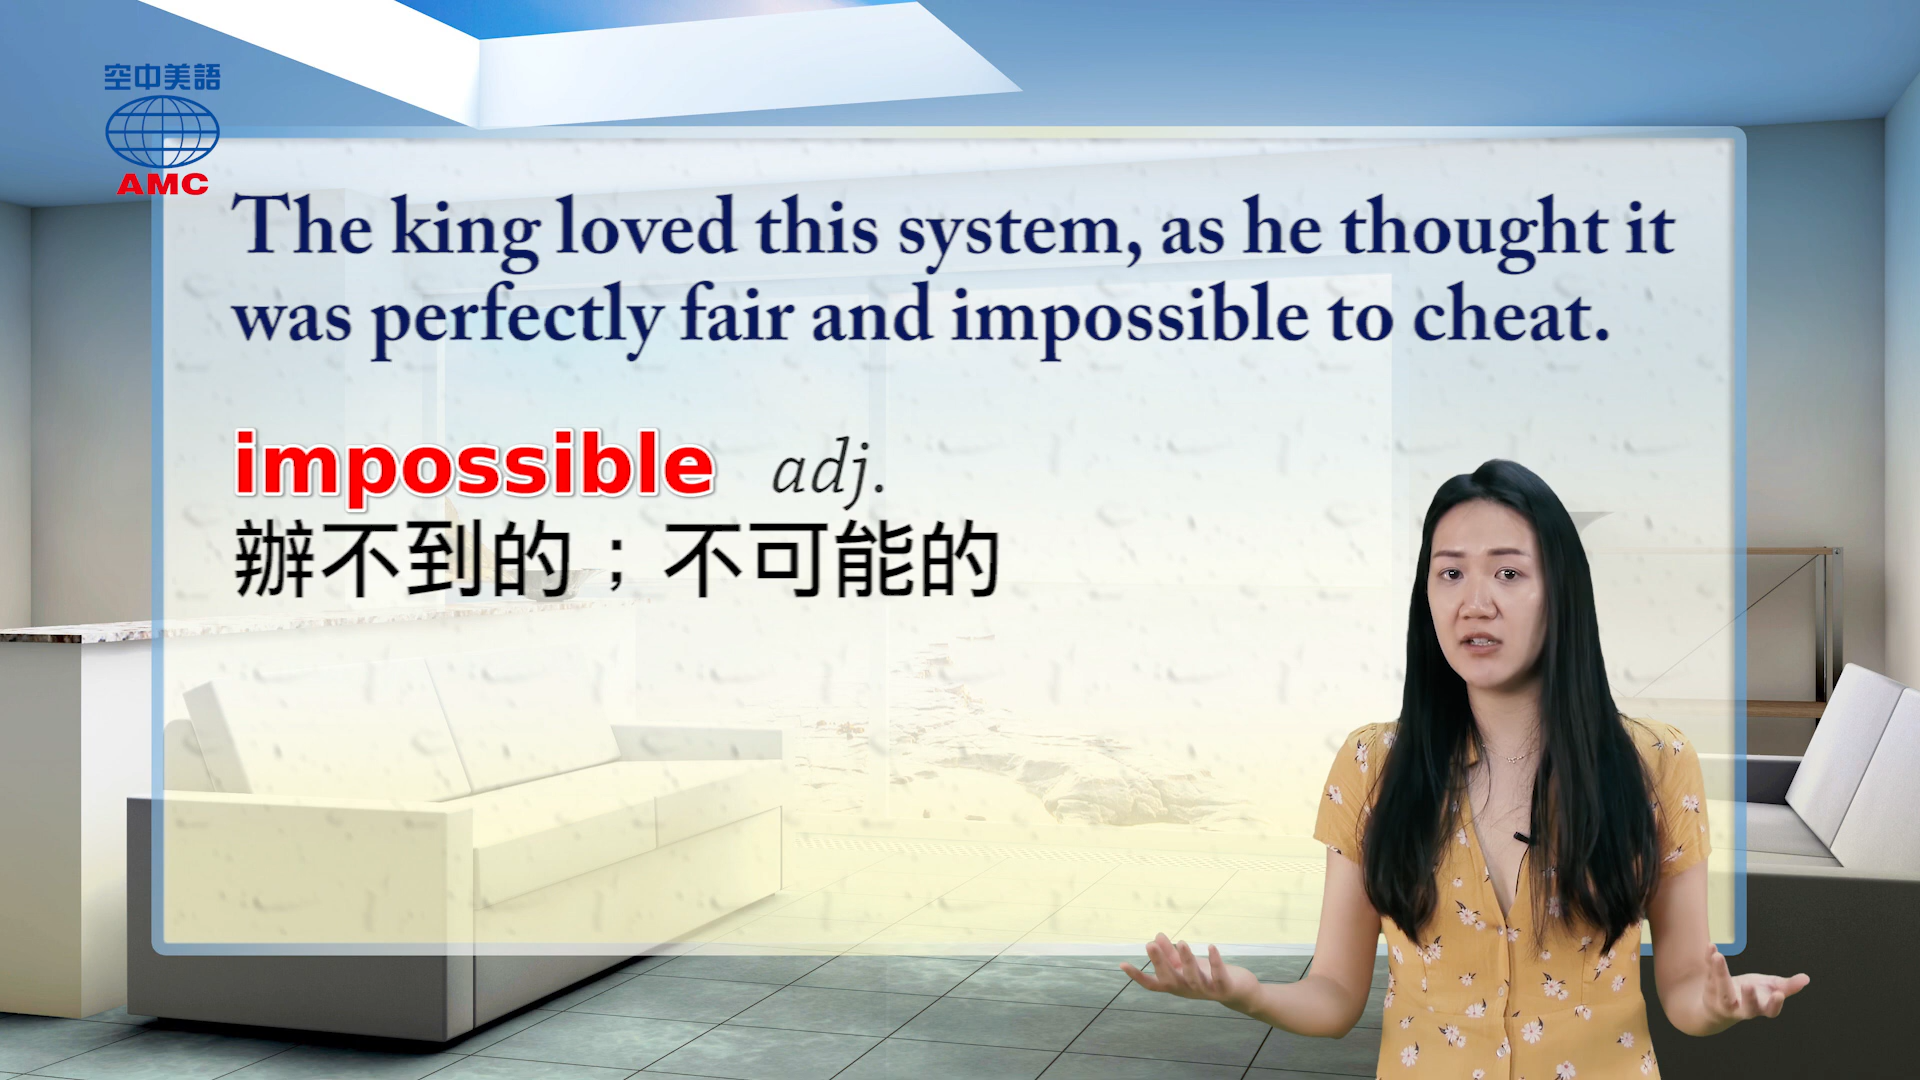 空中美語
AMC
The king loved this system, as he thought it
was perfectly fair and impossible to cheat.
impossible adj.
辦不到的；不可能的